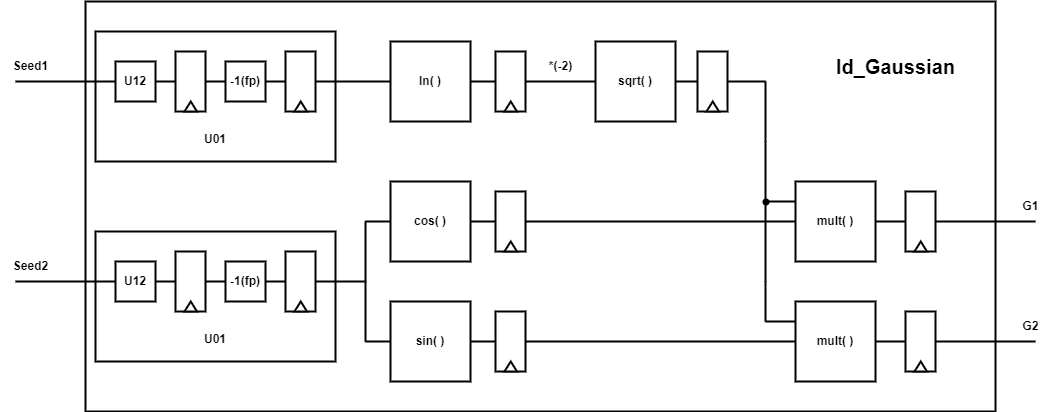 Id_Gaussian
Seed1
U12
-1(fp)
U01
ln( )
*(-2)
sqrt( )
Seed2
U12
-1(fp)
U01
cos( )
sin( )
mult( )
G1
mult( )
G2